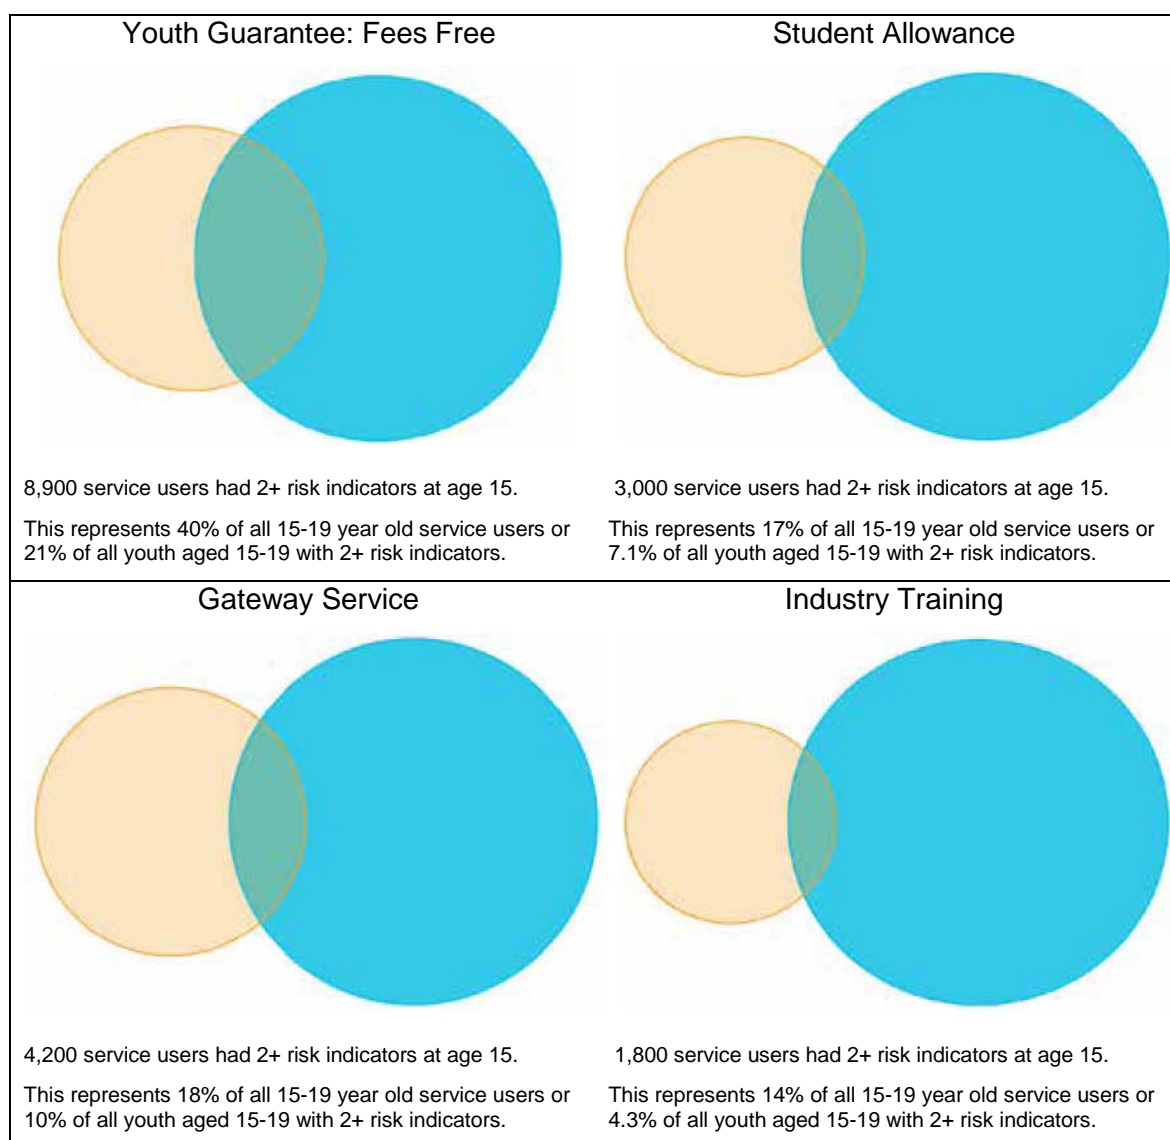 Youth Guarantee: Fees Free
8,900 service users had 2+ risk indicators at age 15.
This represents 40% of all 15-19 year old service users or
21% of all youth aged 15-19 with 2+ risk indicators.
Student Allowance
3,000 service users had 2+ risk indicators at age 15.
This represents 17% of all 15-19 year old service users or
7.1% of all youth aged 15-19 with 2+ risk indicators.
Gateway Service
4,200 service users had 2+ risk indicators at age 15.
This represents 18% of all 15-19 year old service users or
10% of all youth aged 15-19 with 2+ risk indicators.
Industry Training
1,800 service users had 2+ risk indicators at age 15.
This represents 14% of all 15-19 year old service users or
4.3% of all youth aged 15-19 with 2+ risk indicators.